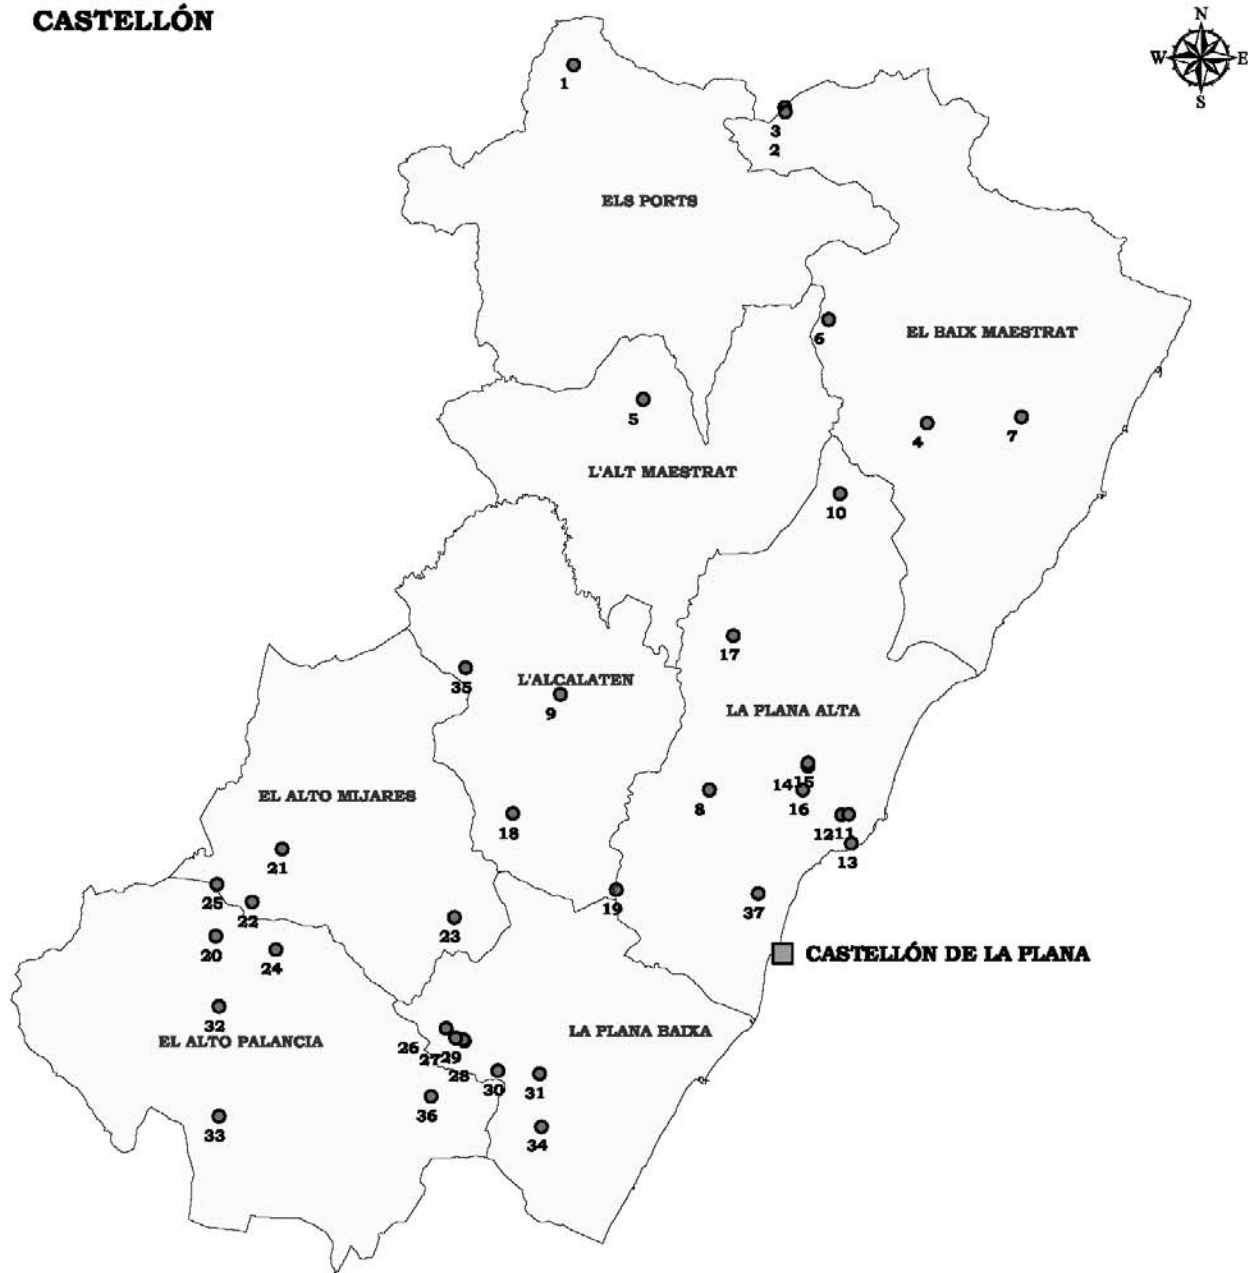 CASTELLÓN
N
W E
S
1
3
2
ELS PORTS
6
EL BAIX MAESTRAT
5
4
7
L'ALT MAESTRAT
10
17
35
L'ALCALATEN
9
LA PLANA ALTA
EL ALTO MIJARES
14 15
8
16
18
12 11
13
21
25
22
19
37
23
20
24
CASTELLÓN DE LA PLANA
32
EL ALTO PALANCIA
LA PLANA BAIXA
26
27 29
28
30
31
36
33
34